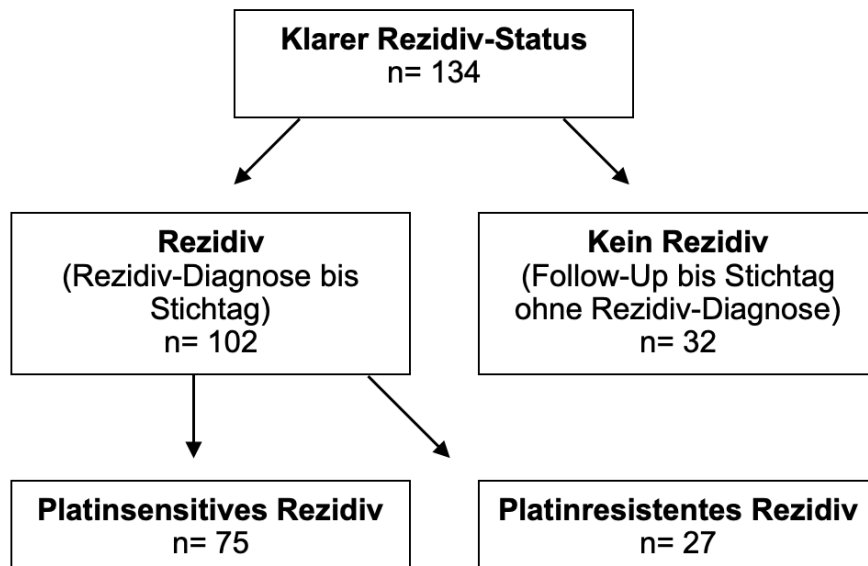 Klarer Rezidiv-Status
n= 134
Rezidiv
(Rezidiv-Diagnose bis
Stichtag)
n= 102
Kein Rezidiv
(Follow-Up bis Stichtag
ohne Rezidiv-Diagnose)
n= 32
Platinsensitives Rezidiv
n= 75
Platinresistentes Rezidiv
n= 27